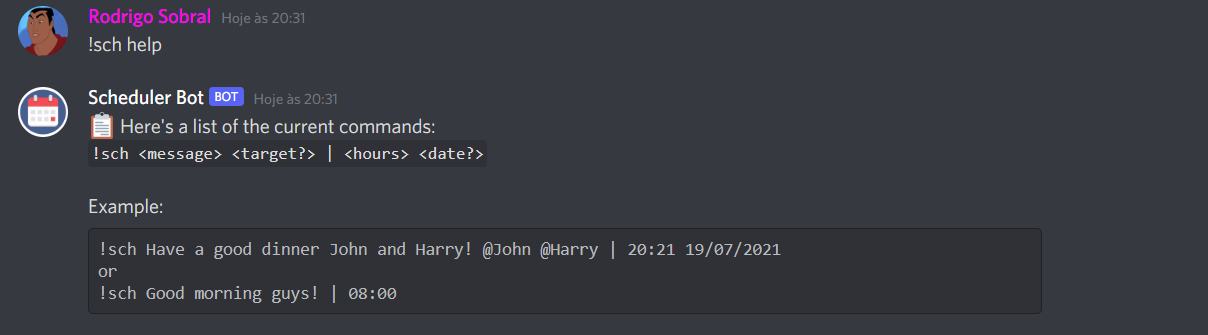 Rodrigo Sobral Hoje às 20:31
!sch help
Scheduler Bot BOT Hoje às 20:31
Here's a list of the current commands:
!sch <message> <target?> | <hours> <date?>
Example:
!sch Have a good dinner John and Harry! @John @Harry | 20:21 19/07/2021
or
!sch Good morning guys! | 08:00